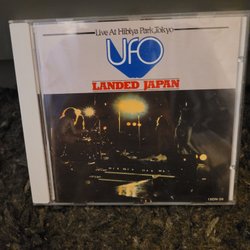 Live At Hibiya Park, Tokyo
UFO
LANDED JAPAN